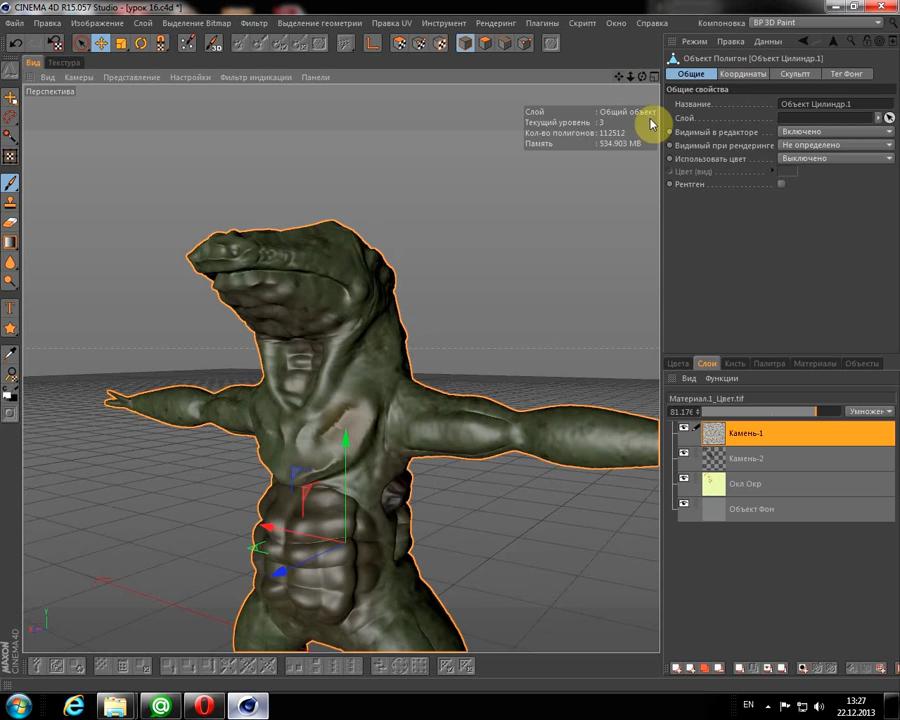 CINEMA 4D R15.057 Studio - [урок 16.c4d *]
Файл Правка Создать C4D Выделение Bitmap Фильтр Выделение геометрии Правка UV Инструмент Рендеринг Плагины Скрипт Окно Справка Компоновка BP 3D Paint
Вид Текстура
Вид Камеры Представление Настройки Фильтр индикации Панели
Перспектива
Слой : Общий объект
Текущий уровень : 3
Кол-во полигонов : 112512
Память : 534.903 MB
Режим Правка Данные
Объект Полигон [Объект Цилиндр.1]
Общие Координаты Скульпт Тег Фонг
Общие свойства
Название Объект Цилиндр.1
Слой
Видимый в редакторе Включено
Видимый при рендеринге Не определено
Использовать цвет Выключено
Цвет (вид)
Рентген
Цвета Слои Кисть Палитра Материалы Объекты
Вид Функции
Материал.1_Цвет.tif
81.176 Умножен
Камень-1
Камень-2
Окл Окр
Объект Фон
Y
X
MAXON CINEMA 4D
EN 13:27
22.12.2013